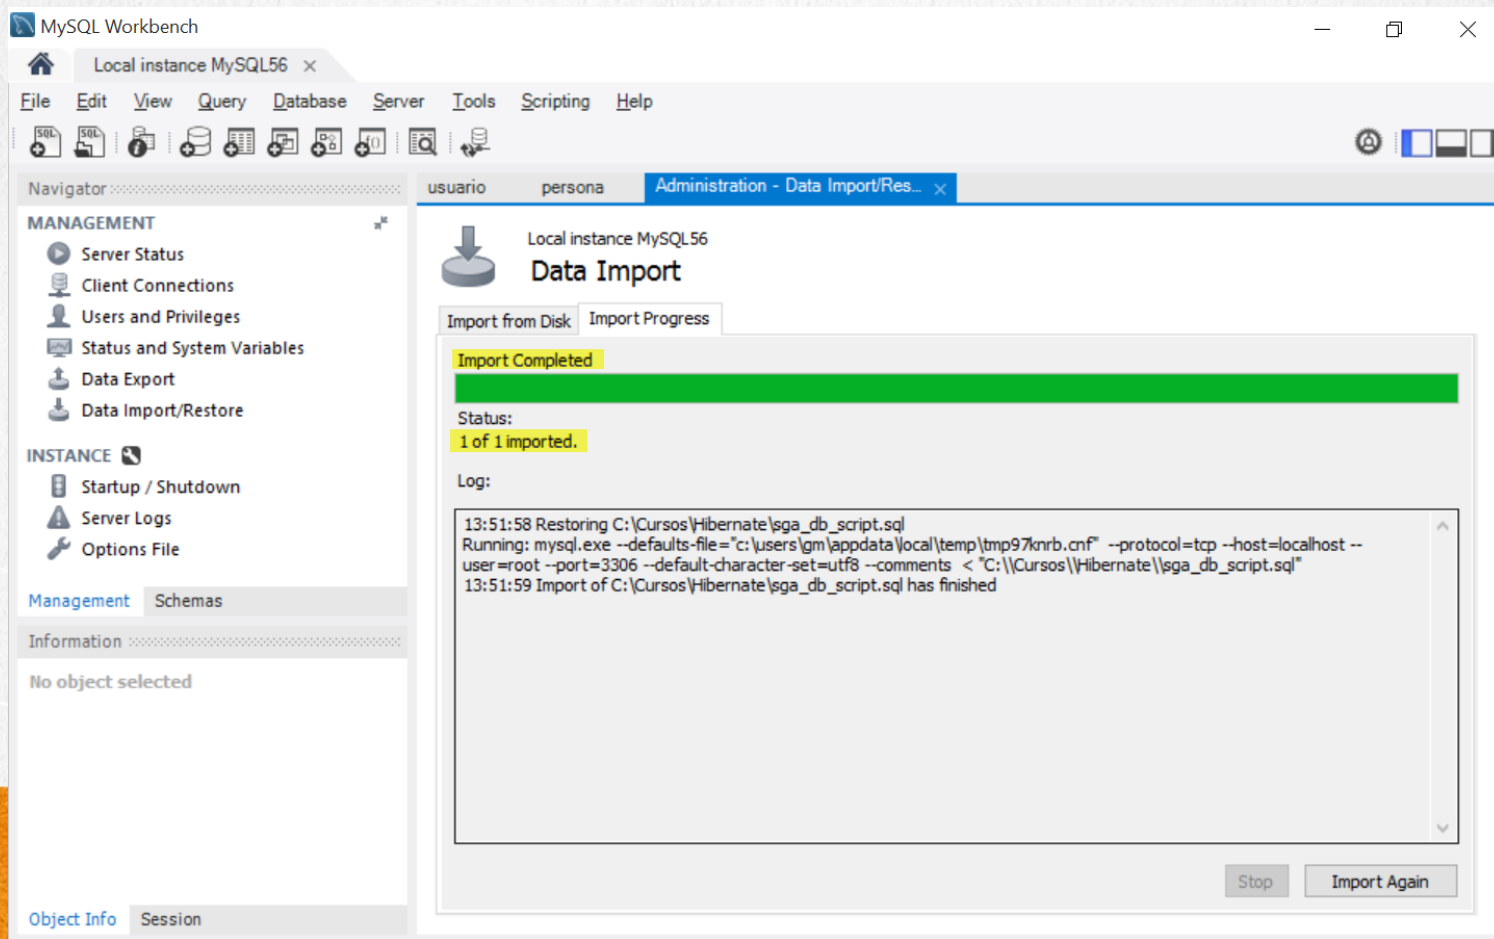 MySQL Workbench
Local instance MySQL56
File Edit View Query Database Server Tools Scripting Help
SQL SQL
Navigator
MANAGEMENT
Server Status
Client Connections
Users and Privileges
Status and System Variables
Data Export
Data Import/Restore
INSTANCE
Startup / Shutdown
Server Logs
Options File
Management Schemas
Information
No object selected
Object Info Session
usuario persona Administration - Data Import/Res...
Local instance MySQL56
Data Import
Import from Disk Import Progress
Import Completed
Status:
1 of 1 imported.
Log:
13:51:58 Restoring C:\Cursos\Hibernate\sga_db_script.sql
Running: mysql.exe --defaults-file="c:\users\gm\appdata\local\temp\tmp97knrb.cnf" --protocol=tcp --host=localhost --
user=root --port=3306 --default-character-set=utf8 --comments < "C:\\Cursos\\Hibernate\\sga_db_script.sql"
13:51:59 Import of C:\Cursos\Hibernate\sga_db_script.sql has finished
Stop Import Again